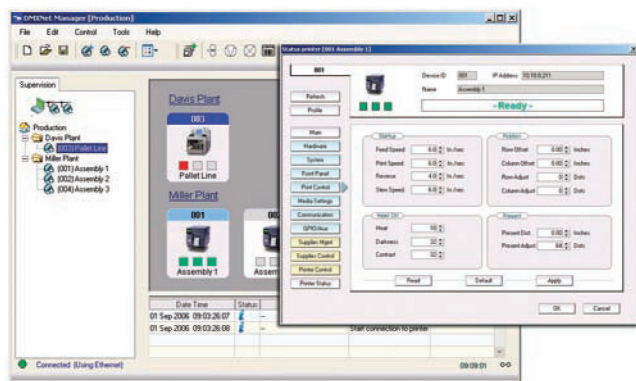 DMXNet Manager [Production]
File Edit Control Tools Help
Supervision
Production
Davis Plant
(003) Pallet Line
Miller Plant
(001) Assembly 1
(002) Assembly 2
(004) Assembly 3
Davis Plant
003
Pallet Line
Miller Plant
001
Assembly 1
Date Time Status
01 Sep 2006 09:03:26:07 --
01 Sep 2006 09:03:26:08 -- Start connection to printer
Connected (Using Ethernet)
09:09:01
Status printer [001 Assembly 1]
001
Refresh
Profile
Main
Hardware
System
Front Panel
Print Control
Media Settings
Communication
GPIO/Aux
Supplies Mgmt
Supplies Control
Printer Control
Printer Status
Device ID 001 IP Address 10.10.0.211
Name Assembly 1
- Ready -
Startup
Feed Speed 4.0 In./sec
Print Speed 6.0 In./sec
Reverse 4.0 In./sec
Slew Speed 6.0 In./sec
Head
Heat 10
Darkness 32
Contrast 32
Position
Row Offset 0.00 Inches
Column Offset 0.00 Inches
Row Adjust 0 Dots
Column Adjust 0 Dots
Present
Present Dist. 0.00 Inches
Present Adjust 64 Dots
Read Default Apply
OK Cancel